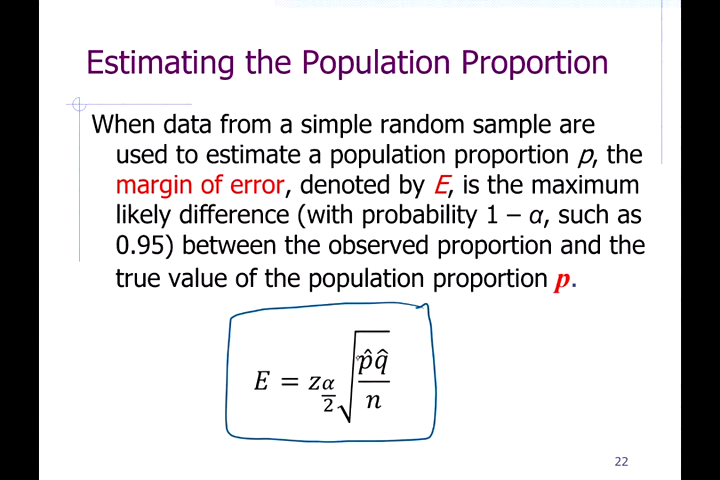 Estimating the Population Proportion
When data from a simple random sample are
used to estimate a population proportion p, the
margin of error, denoted by E, is the maximum
likely difference (with probability 1 – α, such as
0.95) between the observed proportion and the
true value of the population proportion p.
E = z_{α/2} √(p̂q̂/n)
22